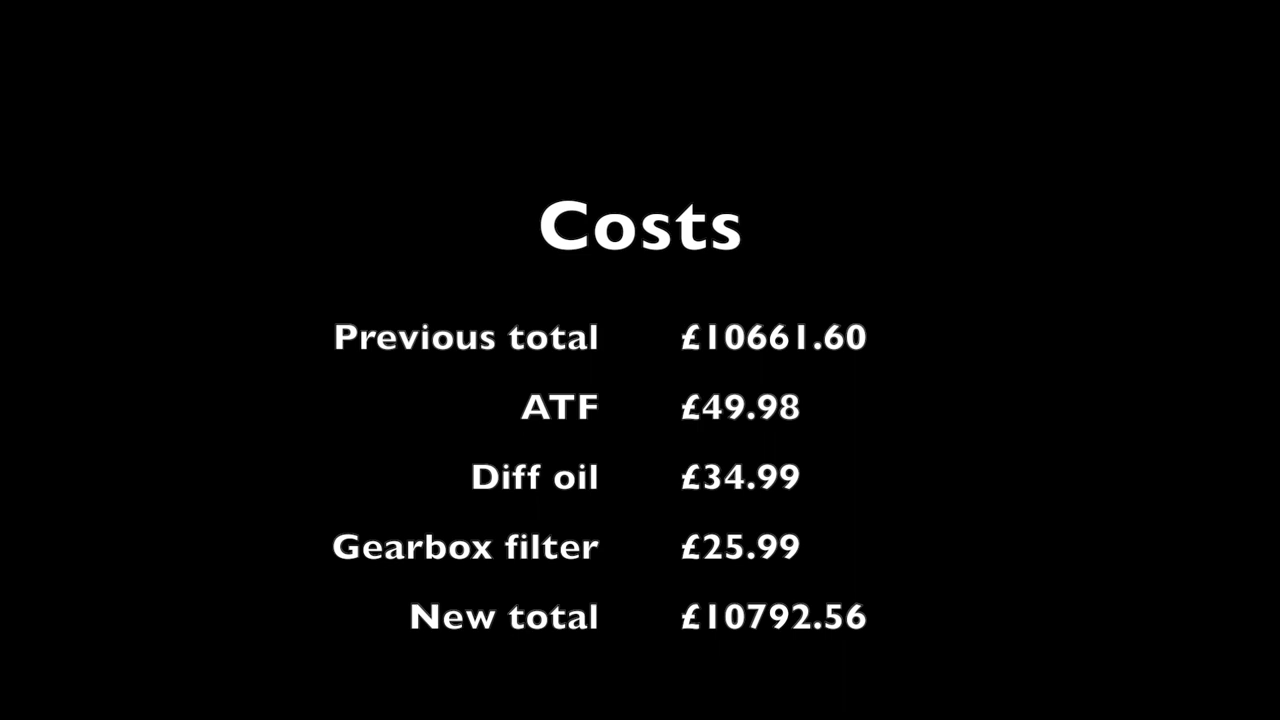 Costs
Previous total £10661.60
ATF £49.98
Diff oil £34.99
Gearbox filter £25.99
New total £10792.56